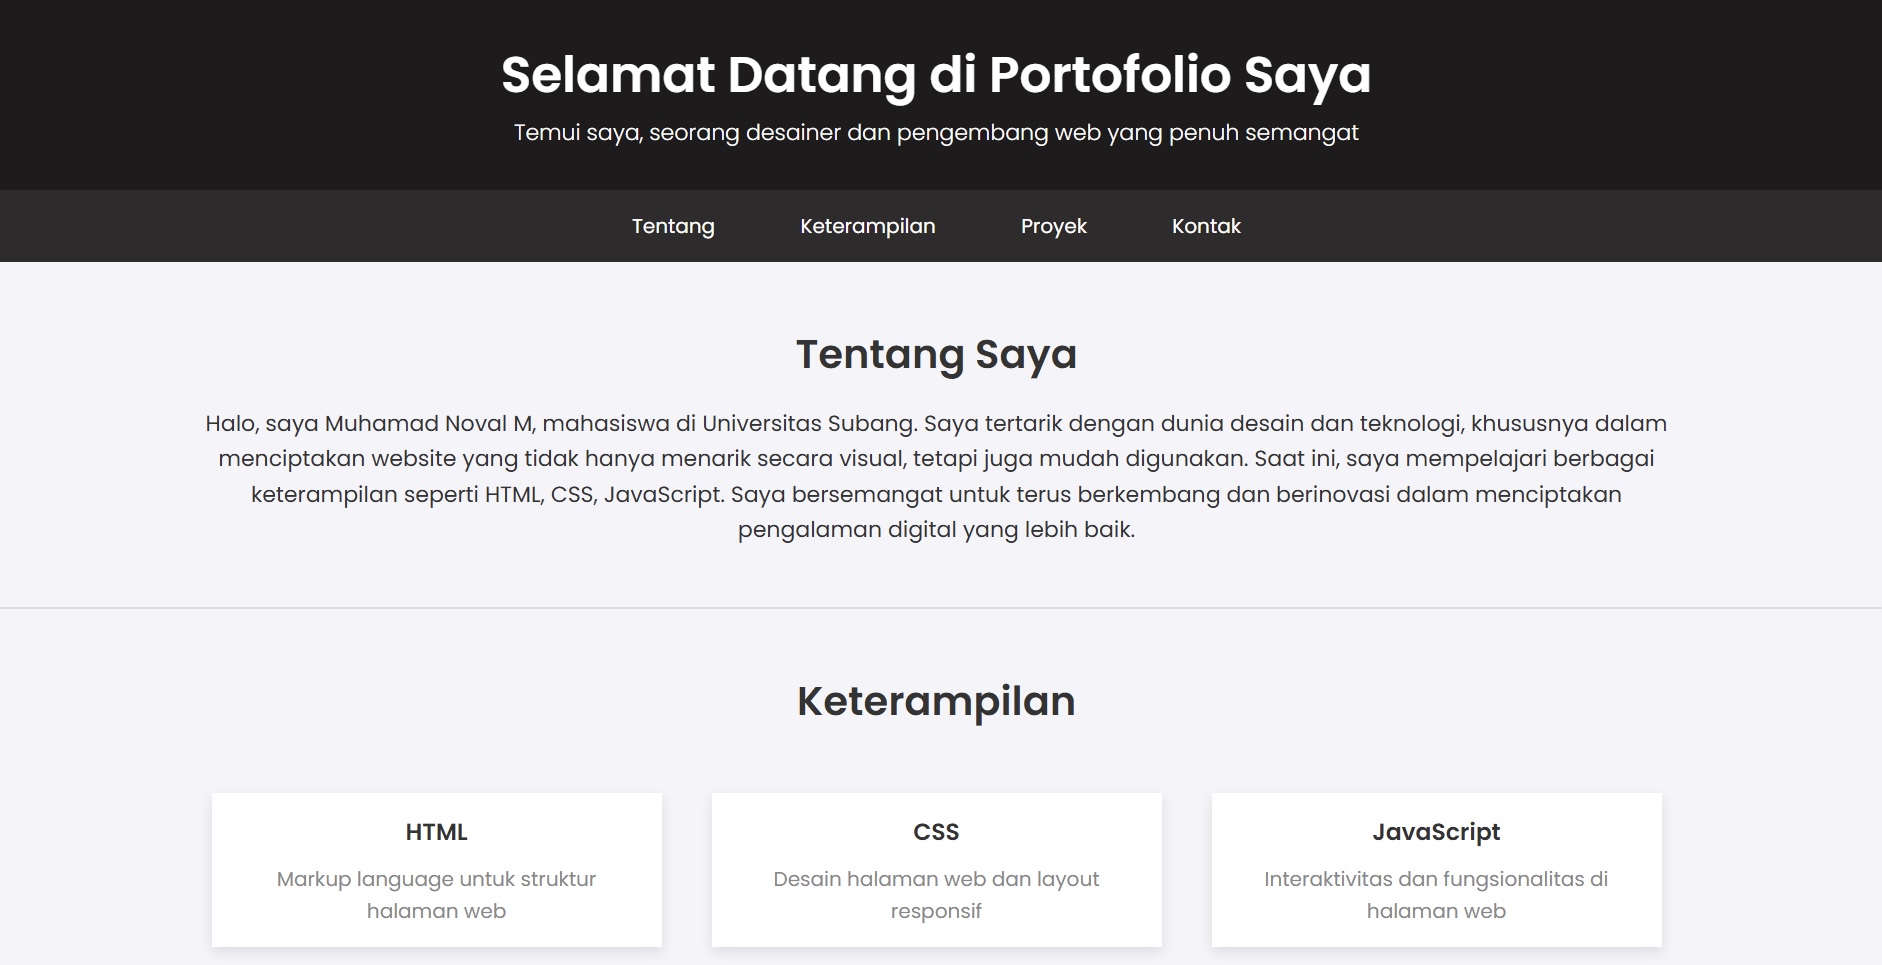 Selamat Datang di Portofolio Saya
Temui saya, seorang desainer dan pengembang web yang penuh semangat
Tentang Keterampilan Proyek Kontak
Tentang Saya
Halo, saya Muhamad Noval M, mahasiswa di Universitas Subang. Saya tertarik dengan dunia desain dan teknologi, khususnya dalam
menciptakan website yang tidak hanya menarik secara visual, tetapi juga mudah digunakan. Saat ini, saya mempelajari berbagai
keterampilan seperti HTML, CSS, JavaScript. Saya bersemangat untuk terus berkembang dan berinovasi dalam menciptakan
pengalaman digital yang lebih baik.
Keterampilan
HTML
Markup language untuk struktur
halaman web
CSS
Desain halaman web dan layout
responsif
JavaScript
Interaktivitas dan fungsionalitas di
halaman web